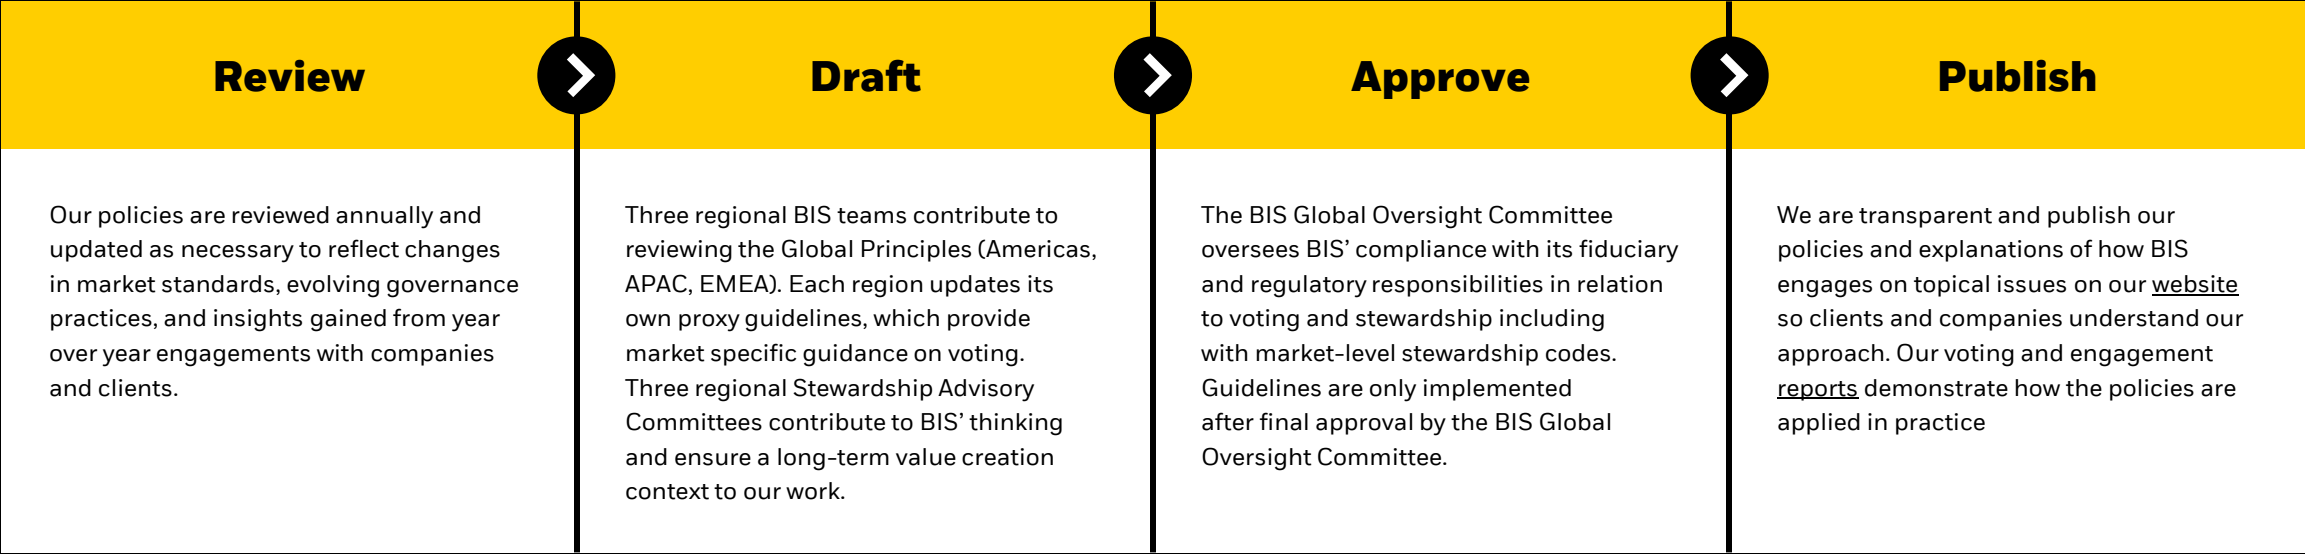 Review
Our policies are reviewed annually and
updated as necessary to reflect changes
in market standards, evolving governance
practices, and insights gained from year
over year engagements with companies
and clients.
Draft
Three regional BIS teams contribute to
reviewing the Global Principles (Americas,
APAC, EMEA). Each region updates its
own proxy guidelines, which provide
market specific guidance on voting.
Three regional Stewardship Advisory
Committees contribute to BIS’ thinking
and ensure a long-term value creation
context to our work.
Approve
The BIS Global Oversight Committee
oversees BIS’ compliance with its fiduciary
and regulatory responsibilities in relation
to voting and stewardship including
with market-level stewardship codes.
Guidelines are only implemented
after final approval by the BIS Global
Oversight Committee.
Publish
We are transparent and publish our
policies and explanations of how BIS
engages on topical issues on our website
so clients and companies understand our
approach. Our voting and engagement
reports demonstrate how the policies are
applied in practice